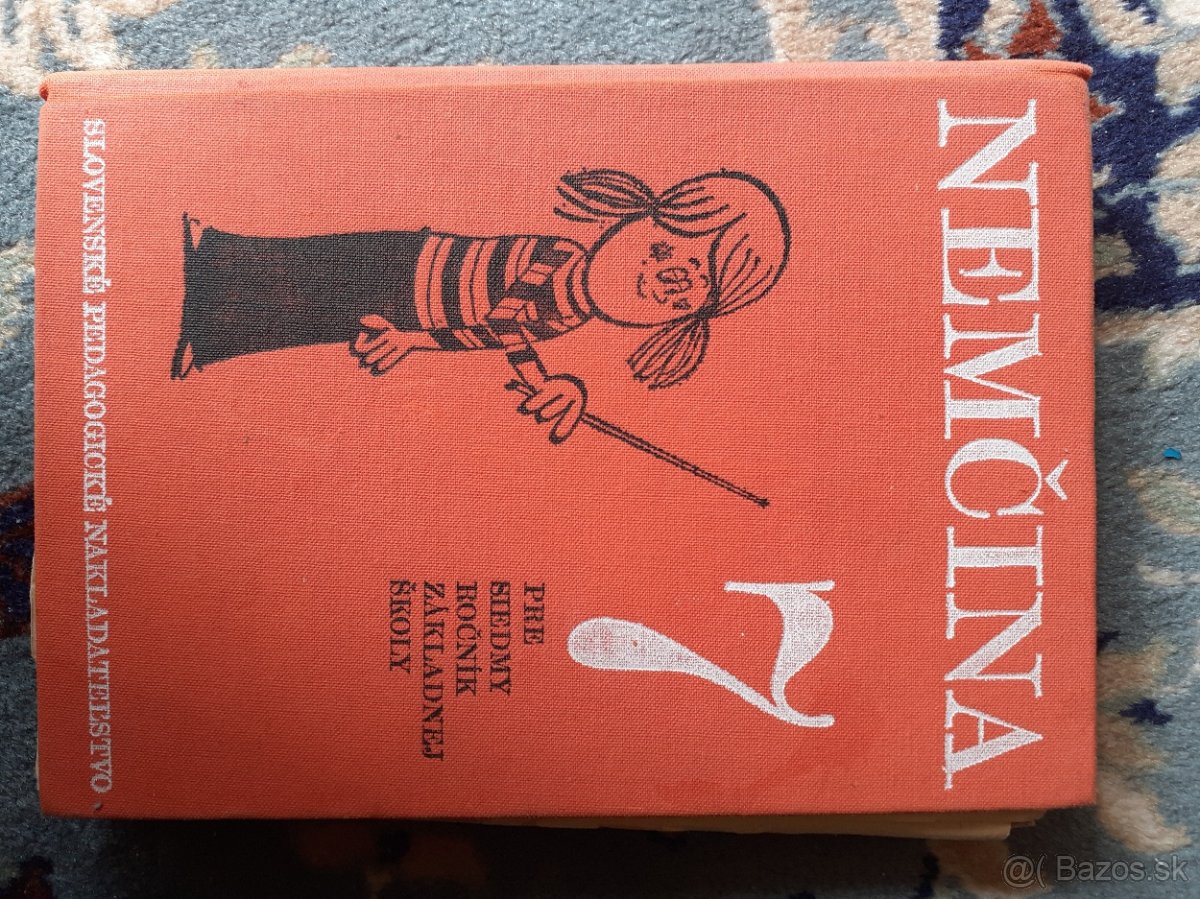 NEMČINA
7
PRE
SIEDMY
ROČNÍK
ZÁKLADNEJ
ŠKOLY
SLOVENSKÉ PEDAGOGICKÉ NAKLADATEĽSTVO
@( Bazos.sk